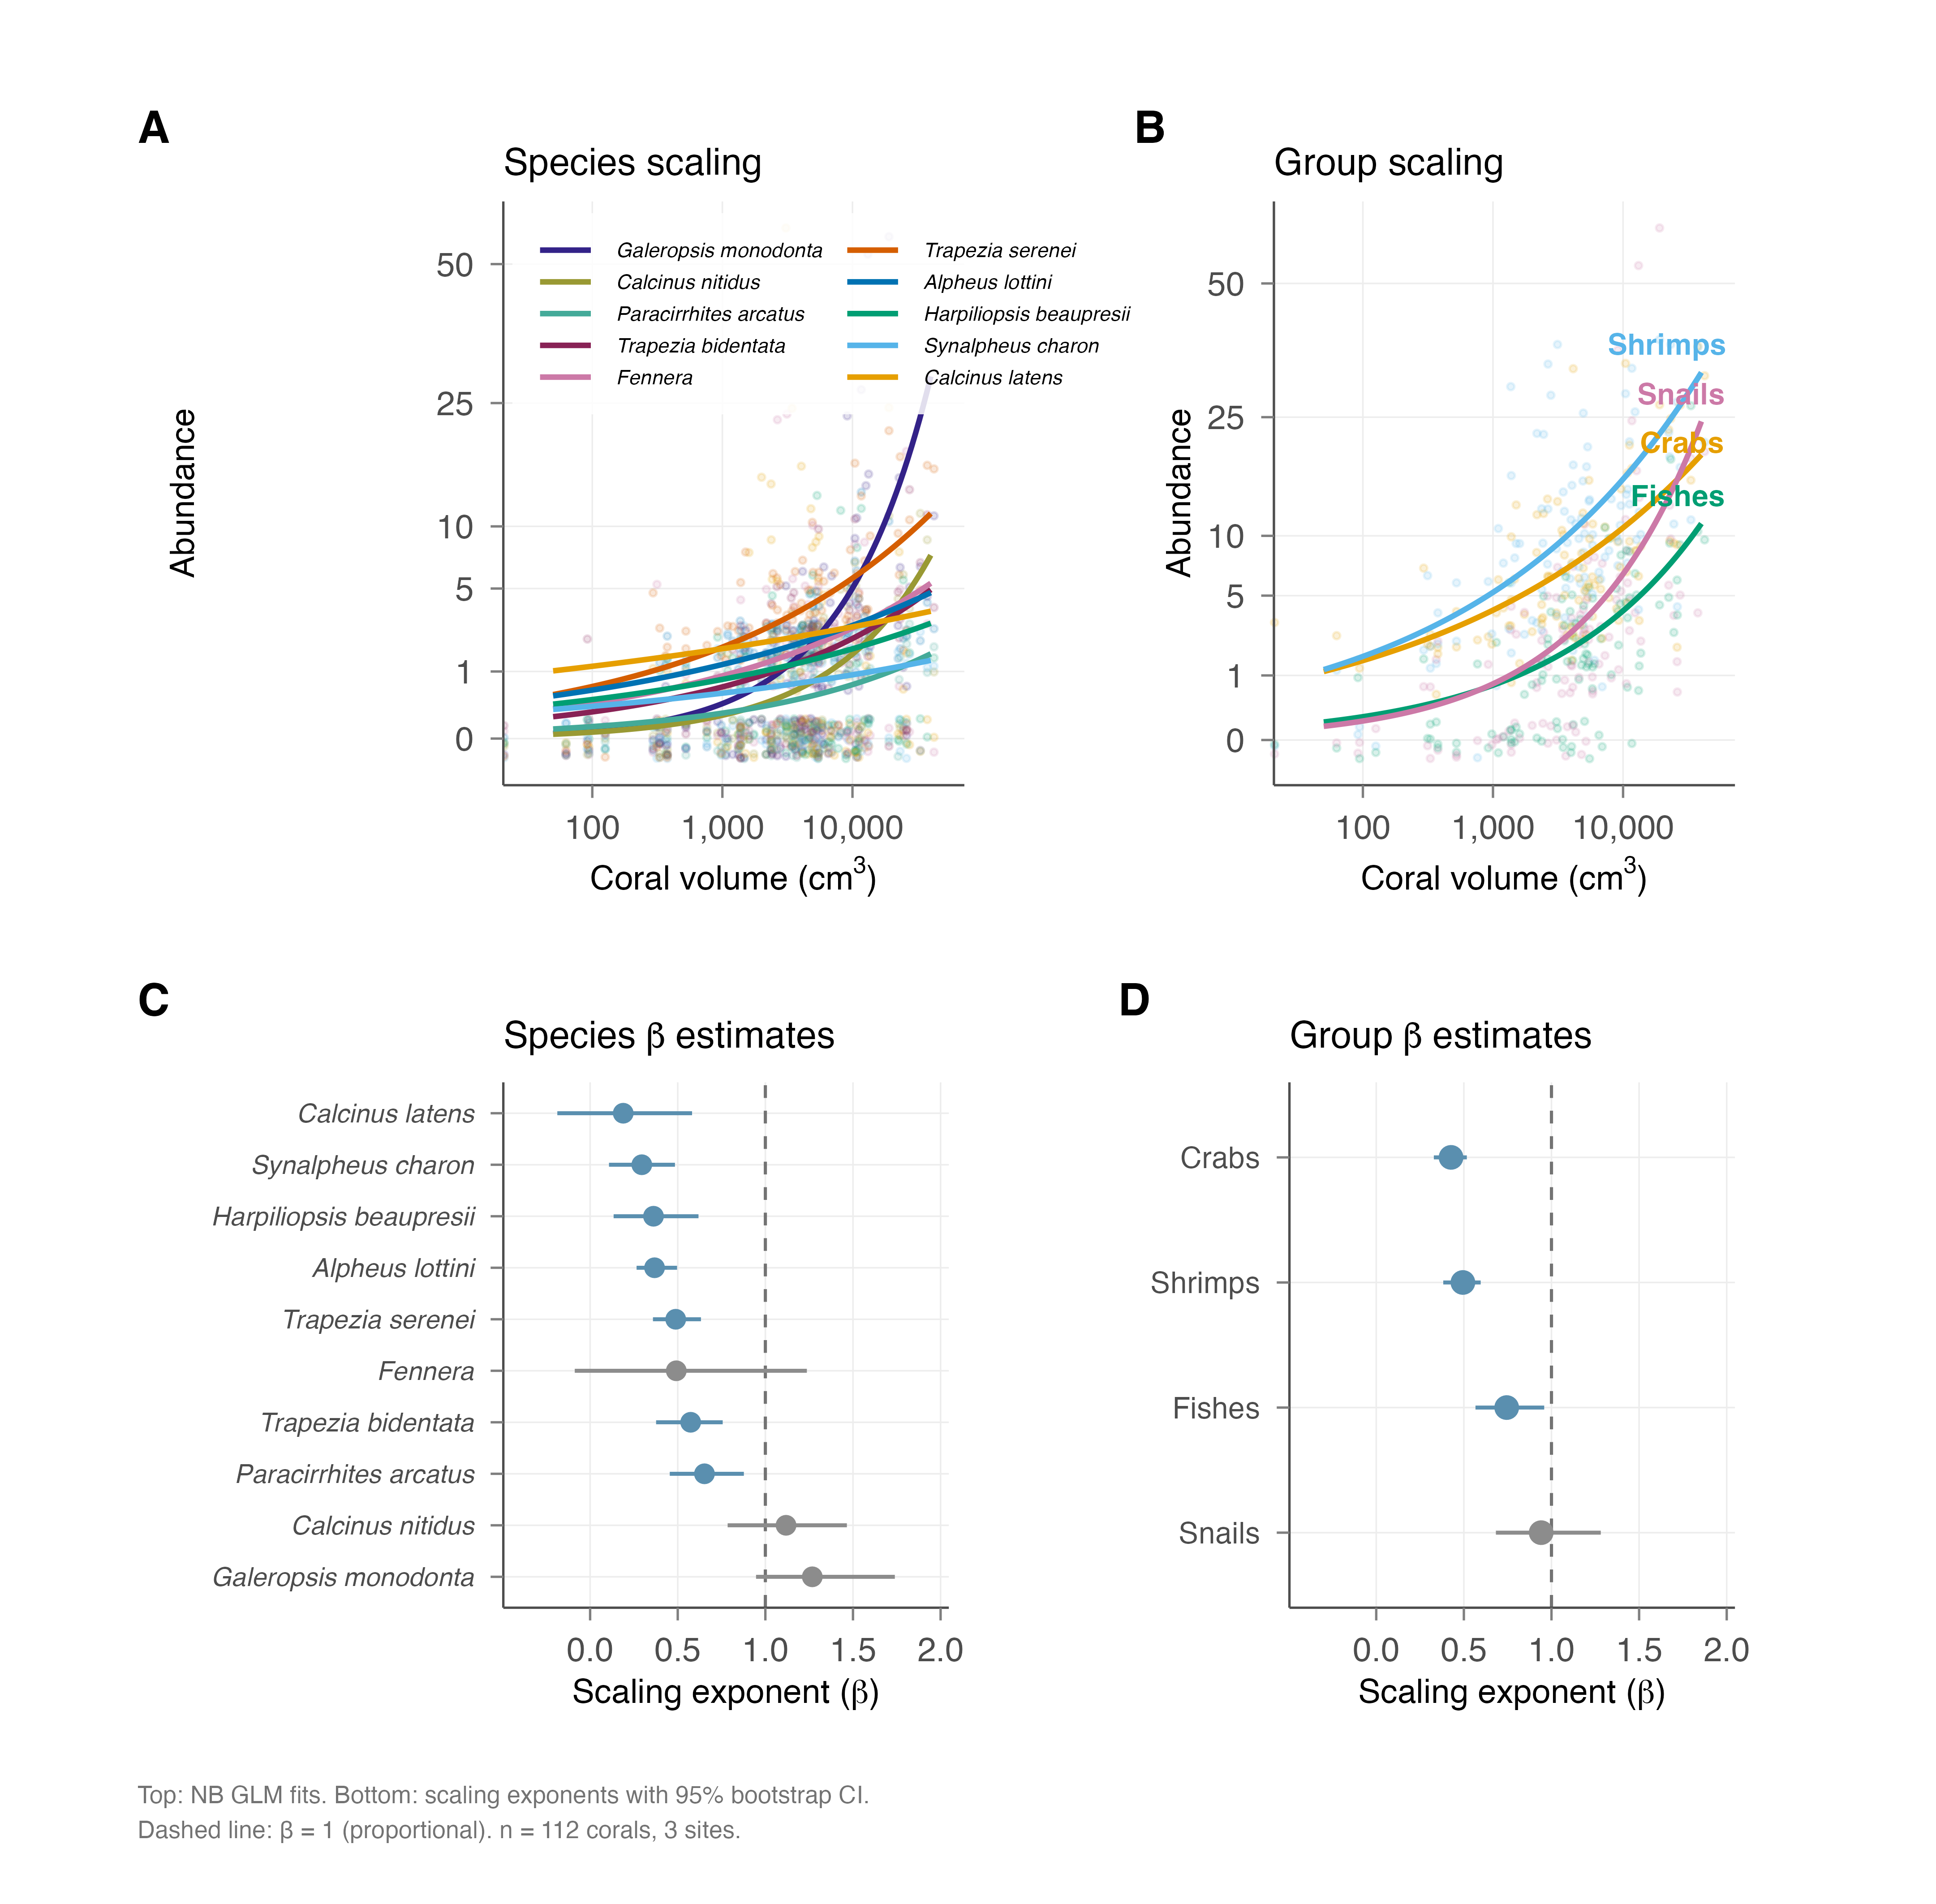 A
Species scaling
Galeropsis monodonta
Calcinus nitidus
Paracirrhites arcatus
Trapezia bidentata
Fennera
Trapezia serenei
Alpheus lottini
Harpiliopsis beaupresii
Synalpheus charon
Calcinus latens
Abundance
50
25
10
5
1
0
100 1,000 10,000
Coral volume (cm³)
B
Group scaling
Shrimps
Snails
Crabs
Fishes
Abundance
50
25
10
5
1
0
100 1,000 10,000
Coral volume (cm³)
C
Species β estimates
Calcinus latens
Synalpheus charon
Harpiliopsis beaupresii
Alpheus lottini
Trapezia serenei
Fennera
Trapezia bidentata
Paracirrhites arcatus
Calcinus nitidus
Galeropsis monodonta
0.0 0.5 1.0 1.5 2.0
Scaling exponent (β)
D
Group β estimates
Crabs
Shrimps
Fishes
Snails
0.0 0.5 1.0 1.5 2.0
Scaling exponent (β)
Top: NB GLM fits. Bottom: scaling exponents with 95% bootstrap CI.
Dashed line: β = 1 (proportional). n = 112 corals, 3 sites.